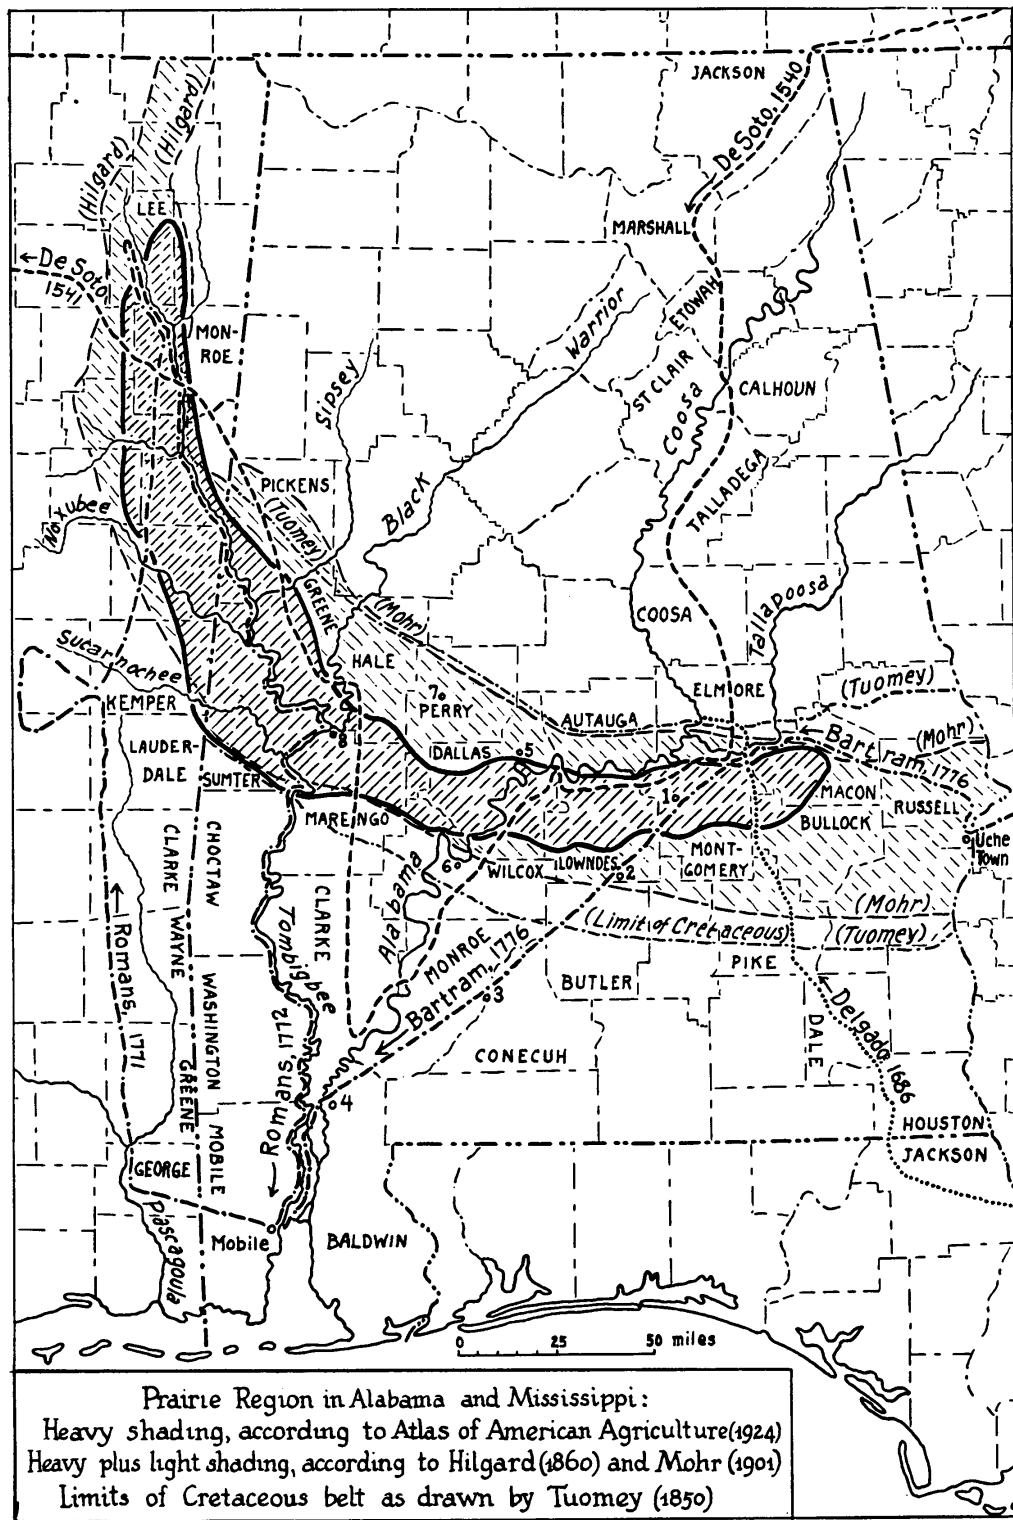 JACKSON
De Soto, 1540
(Hilgard)
(Hilgard)
LEE
MARSHALL
←De Soto
1541
ETOWAH
Warrior
MON-
ROE
Sipsey
ST CLAIR
Coosa
CALHOUN
TALLADEGA
PICKENS
(Tuomey)
Black
Noxubee
GREENE
(Mohr)
COOSA
Tallapoosa
Sucarnochee
HALE
KEMPER
7
PERRY
ELMORE
(Tuomey)
AUTAUGA
8
LAUDER-
DALE
SUMTER
DALLAS
5
Bartram, 1776
(Mohr)
MARENGO
1
MACON
RUSSELL
BULLOCK
Uche
Town
CLARKE
CHOCTAW
6
WILCOX
LOWNDES
2
MONT-
GOMERY
Alabama
(Mohr)
WAYNE
CLARKE
(Limit of Cretaceous)
(Tuomey)
Tombigbee
MONROE
Bartram, 1776
PIKE
←Romans, 1771
WASHINGTON
3
BUTLER
←Delgado, 1686
DALE
GREENE
CONECUH
←Romans, 1772
4
MOBILE
HOUSTON
GEORGE
JACKSON
Pascagoula
Mobile
BALDWIN
0 25 50 miles
Prairie Region in Alabama and Mississippi:
Heavy shading, according to Atlas of American Agriculture (1924)
Heavy plus light shading, according to Hilgard (1860) and Mohr (1901)
Limits of Cretaceous belt as drawn by Tuomey (1850)